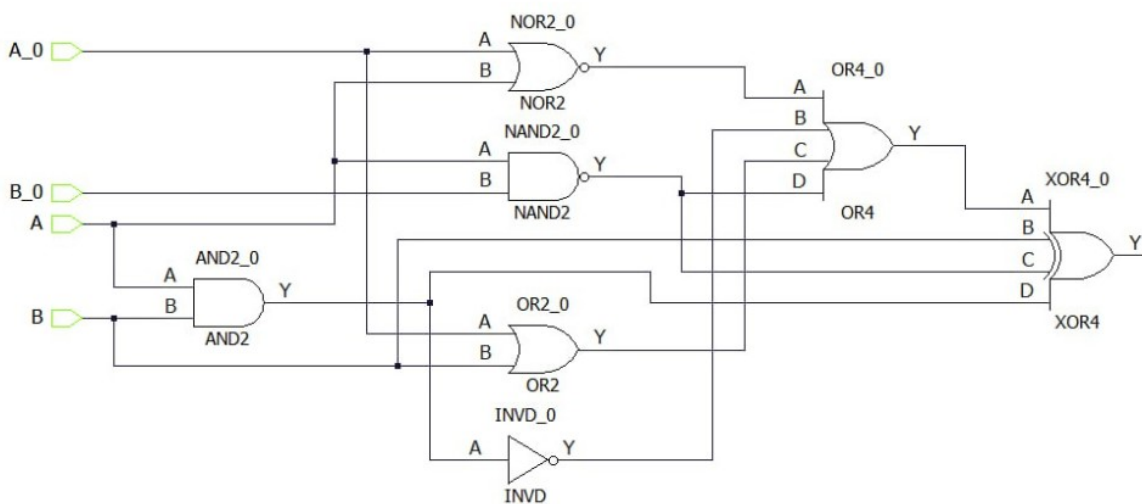 NOR2_0
A_0
A
Y
B
OR4_0
NOR2
A
NAND2_0
B
Y
A
Y
C
B
XOR4_0
B_0
D
A
NAND2
OR4
A
B
AND2_0
Y
A
C
Y
OR2_0
D
B
B
A
Y
XOR4
AND2
B
OR2
INVD_0
A
Y
INVD